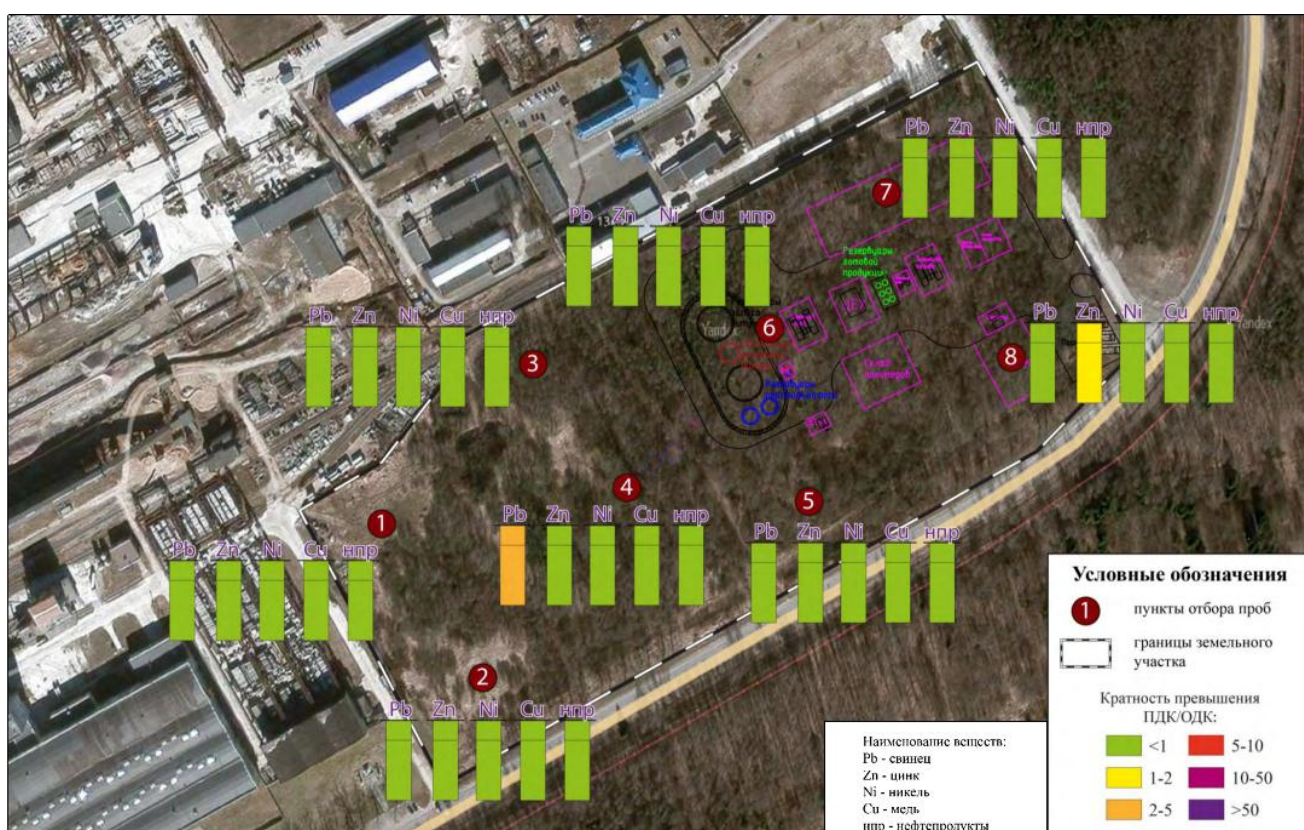 Pb Zn Ni Cu нпр
7
Pb Zn Ni Cu нпр
Резервуары
готовой
продукции
6
Pb Zn Ni Cu нпр
3
Pb Zn Ni Cu нпр
8
Yandex
4
Pb Zn Ni Cu нпр
5
Pb Zn Ni Cu нпр
1
Pb Zn Ni Cu нпр
2
Pb Zn Ni Cu нпр
Условные обозначения
1 пункты отбора проб
границы земельного
участка
Кратность превышения
ПДК/ОДК:
<1 5-10
1-2 10-50
2-5 >50
Наименование веществ:
Pb - свинец
Zn - цинк
Ni - никель
Cu - медь
нпр - нефтепродукты